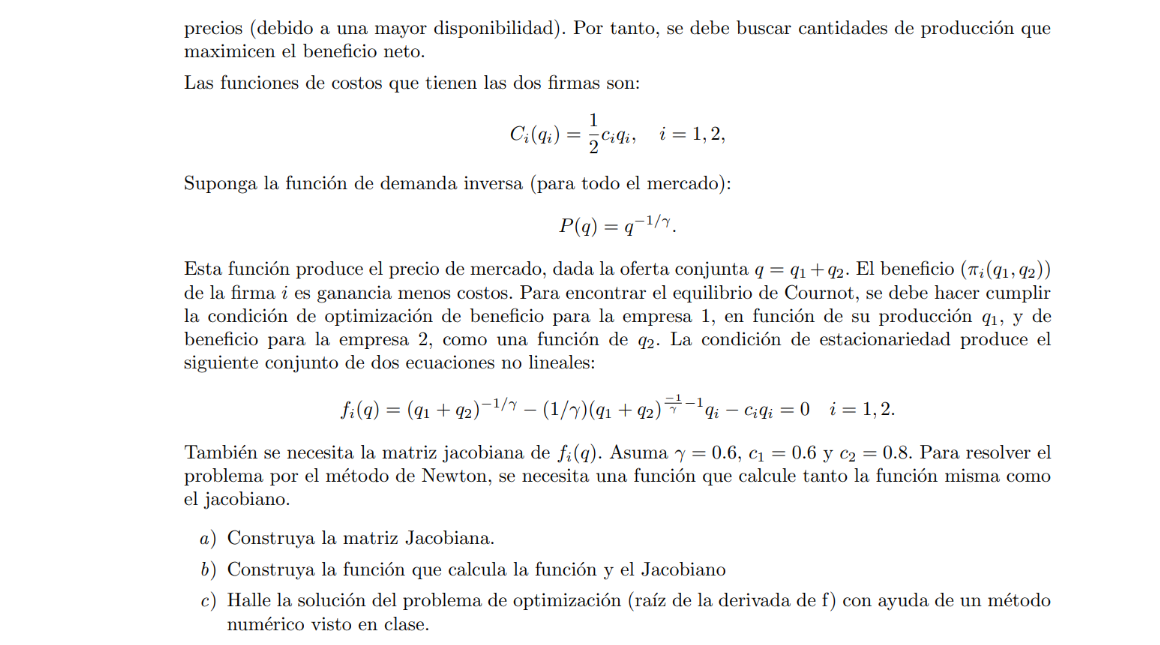 precios (debido a una mayor disponibilidad). Por tanto, se debe buscar cantidades de producción que
maximicen el beneficio neto.
Las funciones de costos que tienen las dos firmas son:
C_i(q_i) = \frac{1}{2} c_i q_i, i = 1, 2,
Suponga la función de demanda inversa (para todo el mercado):
P(q) = q^{-1/γ}.
Esta función produce el precio de mercado, dada la oferta conjunta q = q_1 + q_2. El beneficio (π_i(q_1, q_2))
de la firma i es ganancia menos costos. Para encontrar el equilibrio de Cournot, se debe hacer cumplir
la condición de optimización de beneficio para la empresa 1, en función de su producción q_1, y de
beneficio para la empresa 2, como una función de q_2. La condición de estacionariedad produce el
siguiente conjunto de dos ecuaciones no lineales:
f_i(q) = (q_1 + q_2)^{-1/γ} − (1/γ)(q_1 + q_2)^{\frac{-1}{γ}-1} q_i − c_i q_i = 0 i = 1, 2.
También se necesita la matriz jacobiana de f_i(q). Asuma γ = 0.6, c_1 = 0.6 y c_2 = 0.8. Para resolver el
problema por el método de Newton, se necesita una función que calcule tanto la función misma como
el jacobiano.
a) Construya la matriz Jacobiana.
b) Construya la función que calcula la función y el Jacobiano
c) Halle la solución del problema de optimización (raíz de la derivada de f) con ayuda de un método
numérico visto en clase.